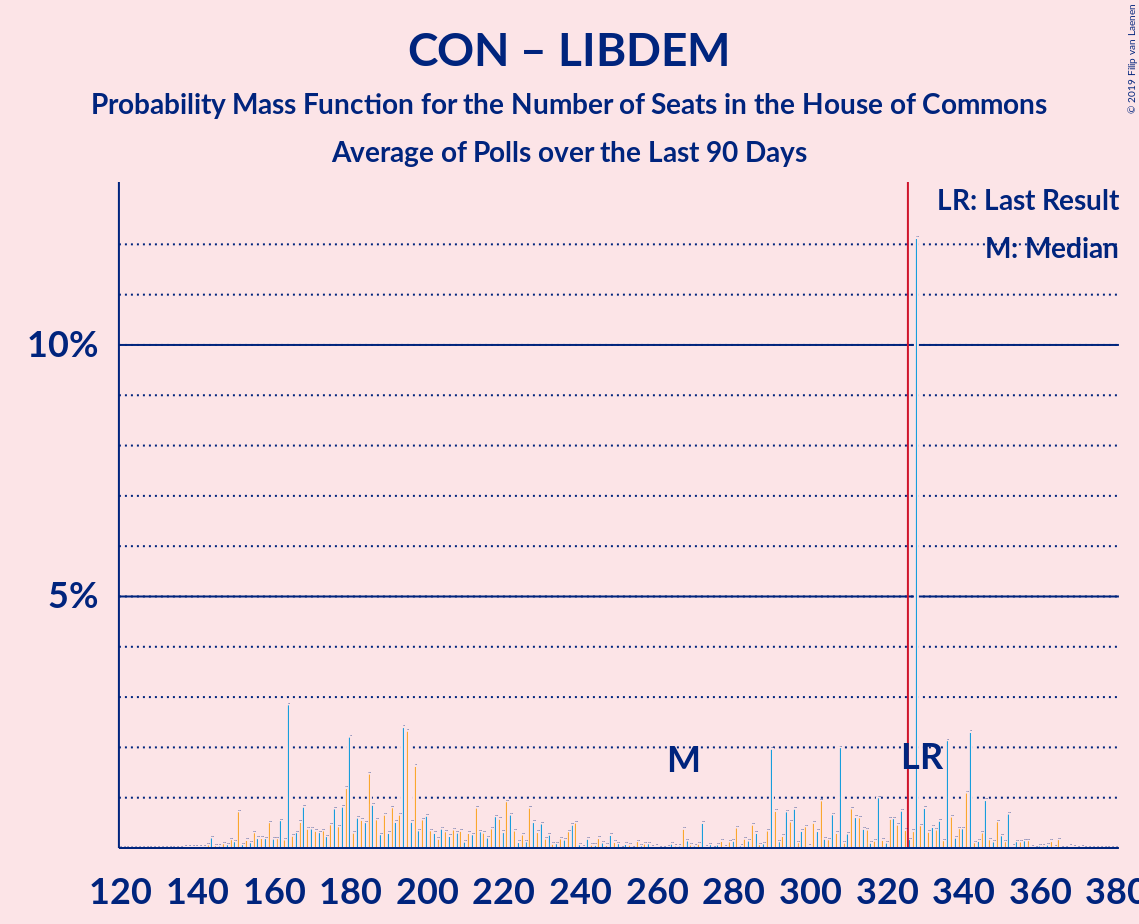 CON – LIBDEM
Probability Mass Function for the Number of Seats in the House of Commons
Average of Polls over the Last 90 Days
© 2019 Filip van Laenen
LR: Last Result
M: Median
10%
5%
M
LR
120 140 160 180 200 220 240 260 280 300 320 340 360 380